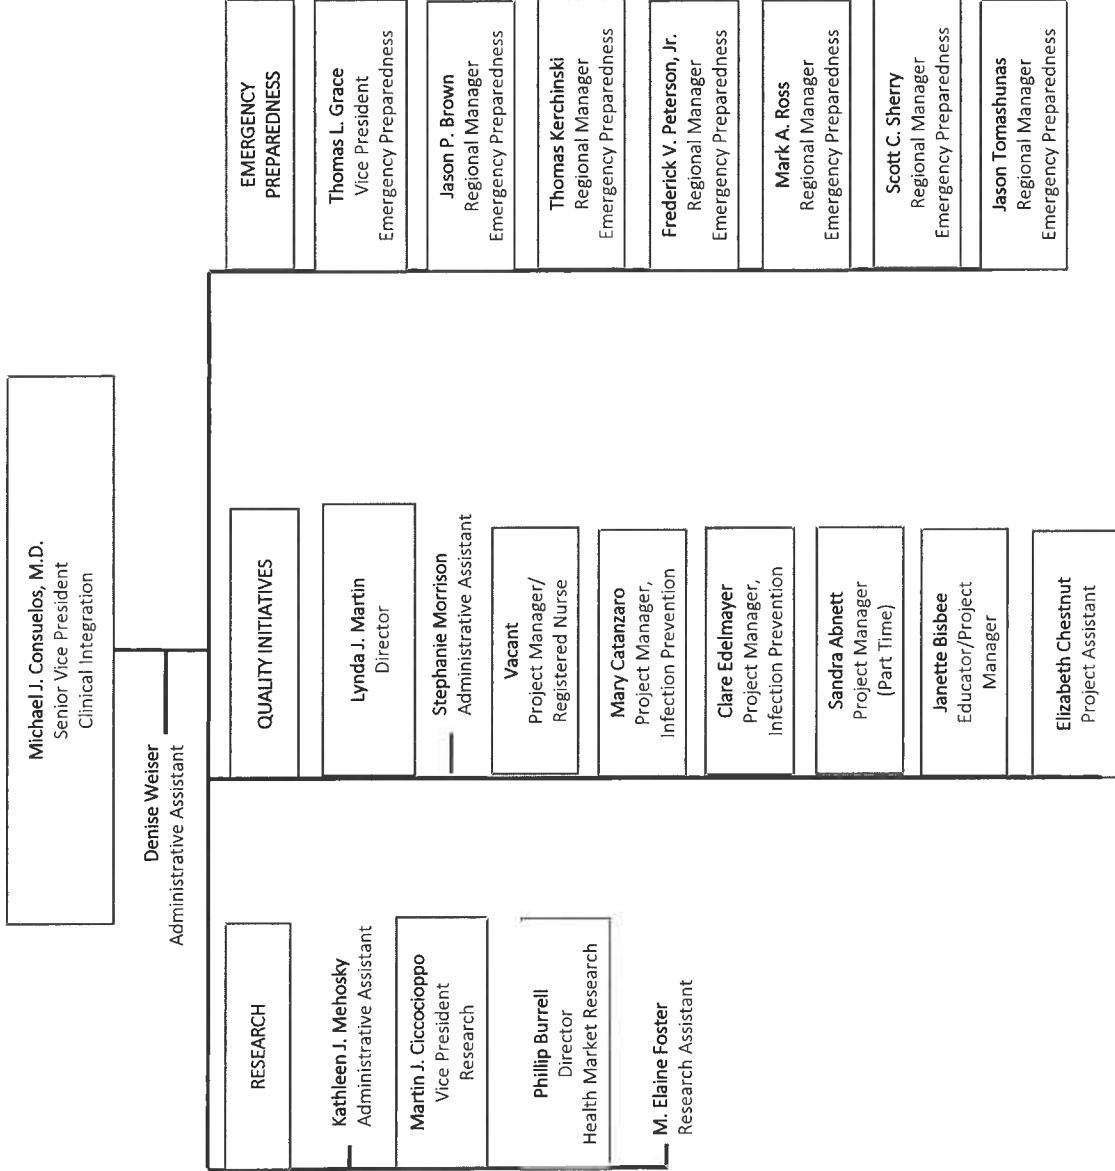 Michael J. Consuelos, M.D.
Senior Vice President
Clinical Integration
Denise Weiser
Administrative Assistant
RESEARCH
Kathleen J. Mehosky
Administrative Assistant
Martin J. Ciccocioppo
Vice President
Research
Phillip Burrell
Director
Health Market Research
M. Elaine Foster
Research Assistant
QUALITY INITIATIVES
Lynda J. Martin
Director
Stephanie Morrison
Administrative Assistant
Vacant
Project Manager/
Registered Nurse
Mary Catanzaro
Project Manager,
Infection Prevention
Clare Edelmayer
Project Manager,
Infection Prevention
Sandra Abnett
Project Manager
(Part Time)
Janette Bisbee
Educator/Project
Manager
Elizabeth Chestnut
Project Assistant
EMERGENCY
PREPAREDNESS
Thomas L. Grace
Vice President
Emergency Preparedness
Jason P. Brown
Regional Manager
Emergency Preparedness
Thomas Kerchinski
Regional Manager
Emergency Preparedness
Frederick V. Peterson, Jr.
Regional Manager
Emergency Preparedness
Mark A. Ross
Regional Manager
Emergency Preparedness
Scott C. Sherry
Regional Manager
Emergency Preparedness
Jason Tomashunas
Regional Manager
Emergency Preparedness